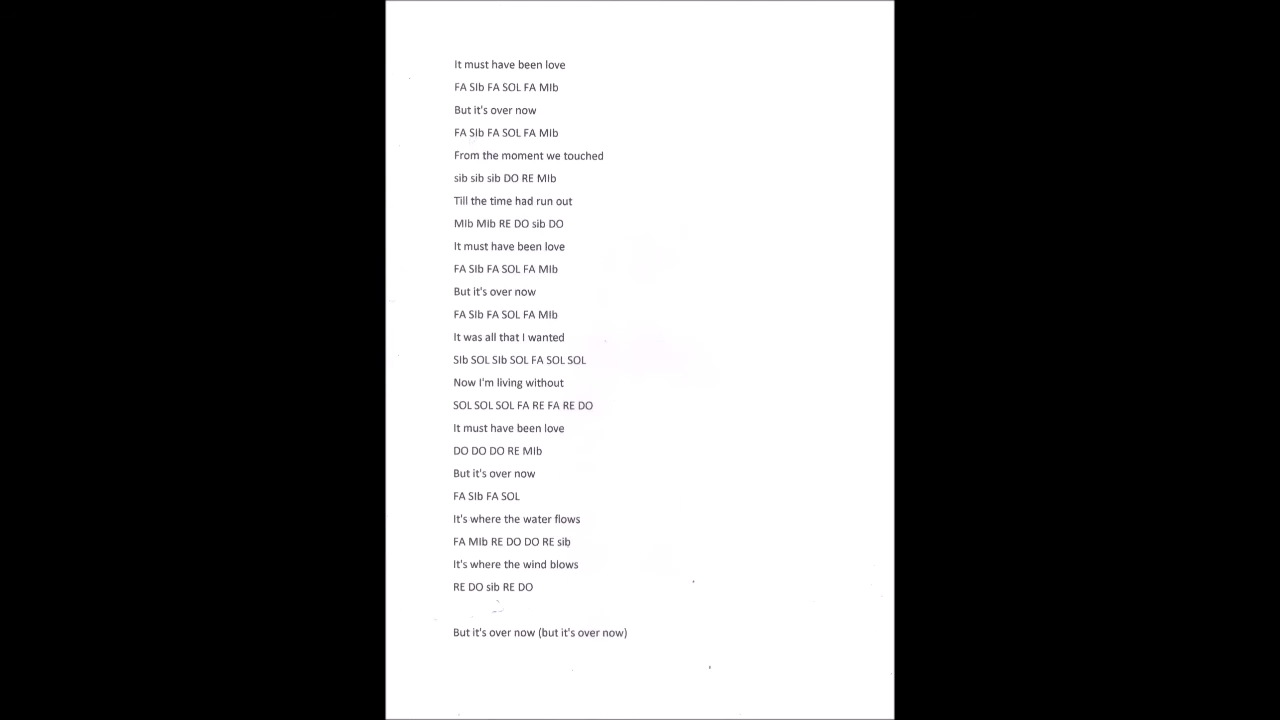 It must have been love
FA SIb FA SOL FA MIb
But it's over now
FA SIb FA SOL FA MIb
From the moment we touched
sib sib sib DO RE MIb
Till the time had run out
MIb MIb RE DO sib DO
It must have been love
FA SIb FA SOL FA MIb
But it's over now
FA SIb FA SOL FA MIb
It was all that I wanted
SIb SOL SIb SOL FA SOL SOL
Now I'm living without
SOL SOL SOL FA RE FA RE DO
It must have been love
DO DO DO RE MIb
But it's over now
FA SIb FA SOL
It's where the water flows
FA MIb RE DO DO RE sib
It's where the wind blows
RE DO sib RE DO
But it's over now (but it's over now)